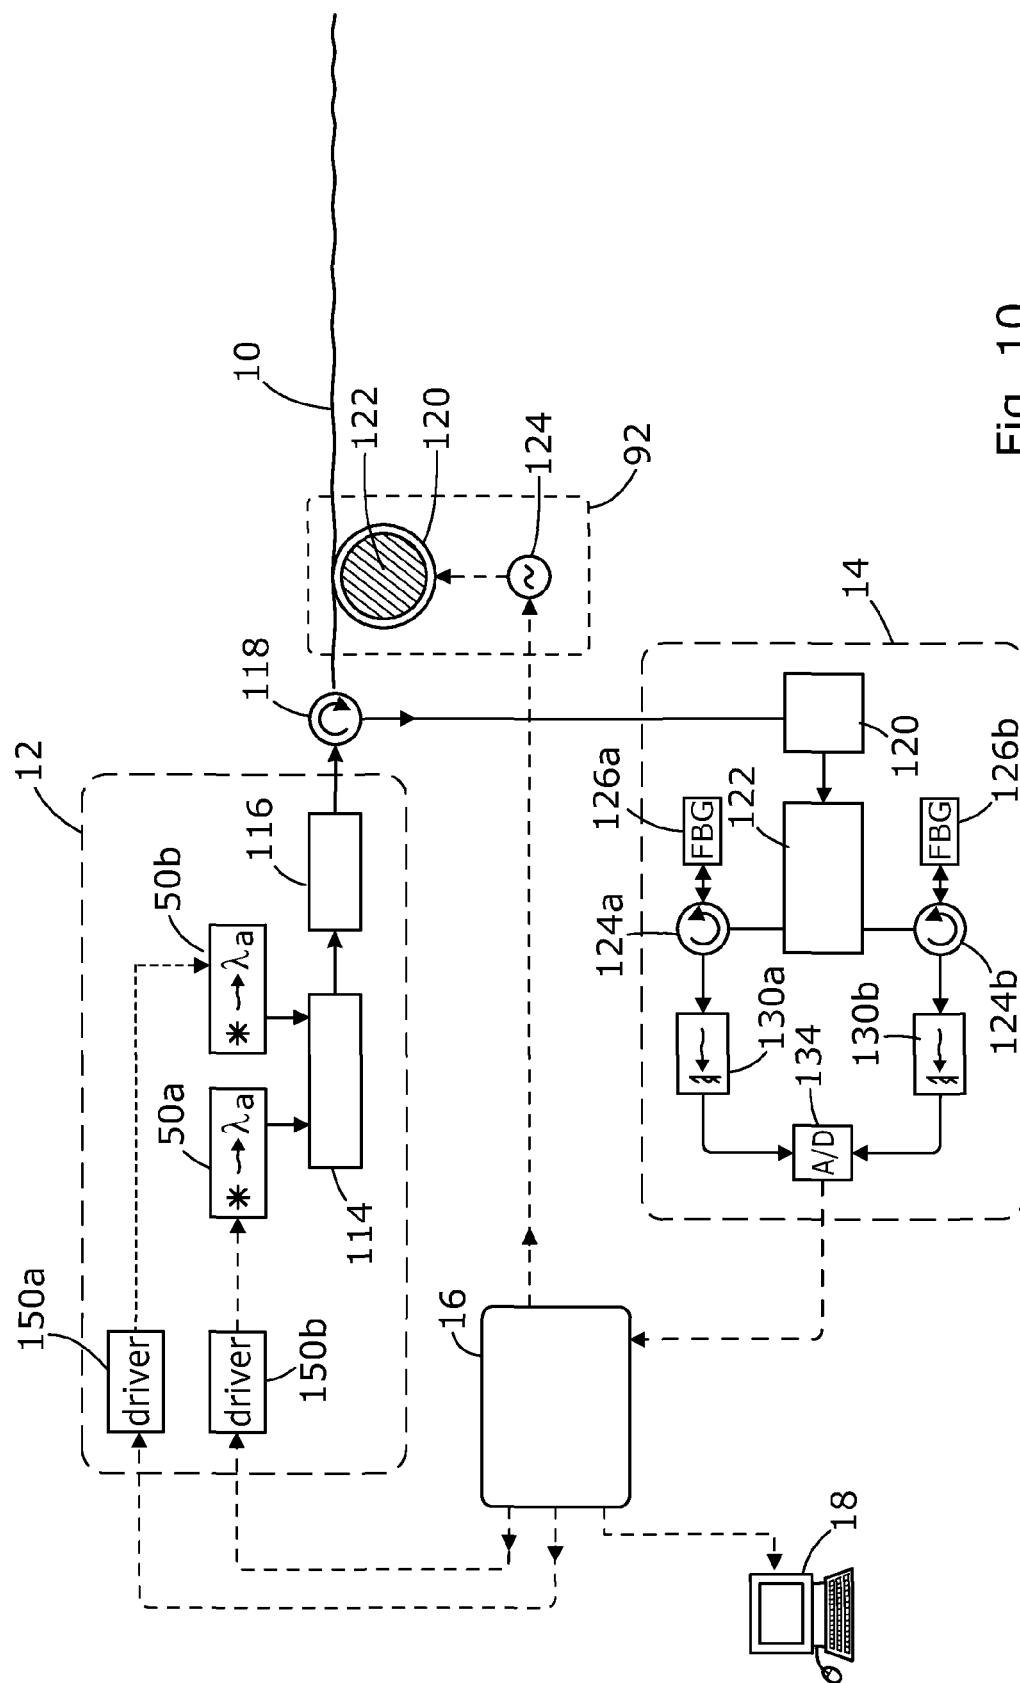 12
150a
driver
driver
150b
50a
* λa
50b
* λa
114
116
118
10
122
120
124
92
16
18
14
126a
FBG
124a
122
120
126b
FBG
124b
130a
130b
134
A/D
Fig. 10